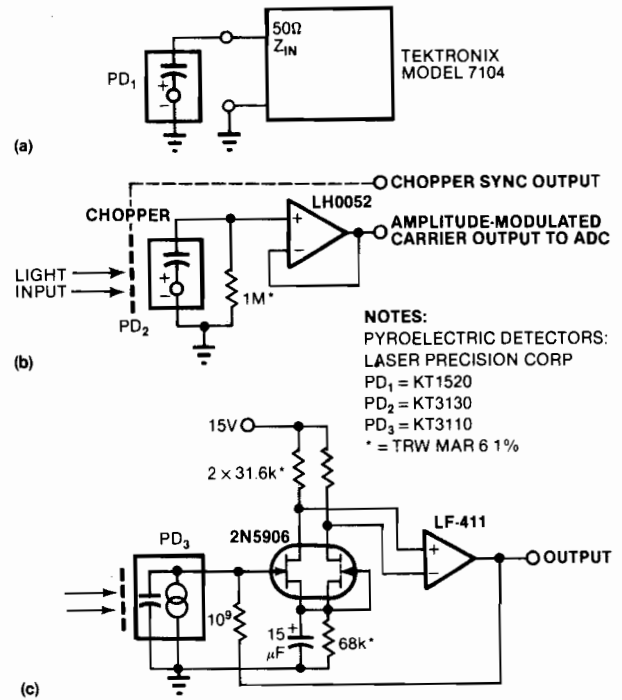 (a)
PD1
+
−
50Ω
ZIN
TEKTRONIX
MODEL 7104
(b)
CHOPPER SYNC OUTPUT
CHOPPER
LH0052
+
−
AMPLITUDE-MODULATED
CARRIER OUTPUT TO ADC
LIGHT
INPUT
+
−
1M*
PD2
NOTES:
PYROELECTRIC DETECTORS:
LASER PRECISION CORP
PD1 = KT1520
PD2 = KT3130
PD3 = KT3110
* = TRW MAR 6 1%
(c)
15V
2 × 31.6k*
LF-411
PD3
2N5906
+
−
OUTPUT
10⁹
15
µF
+
68k*